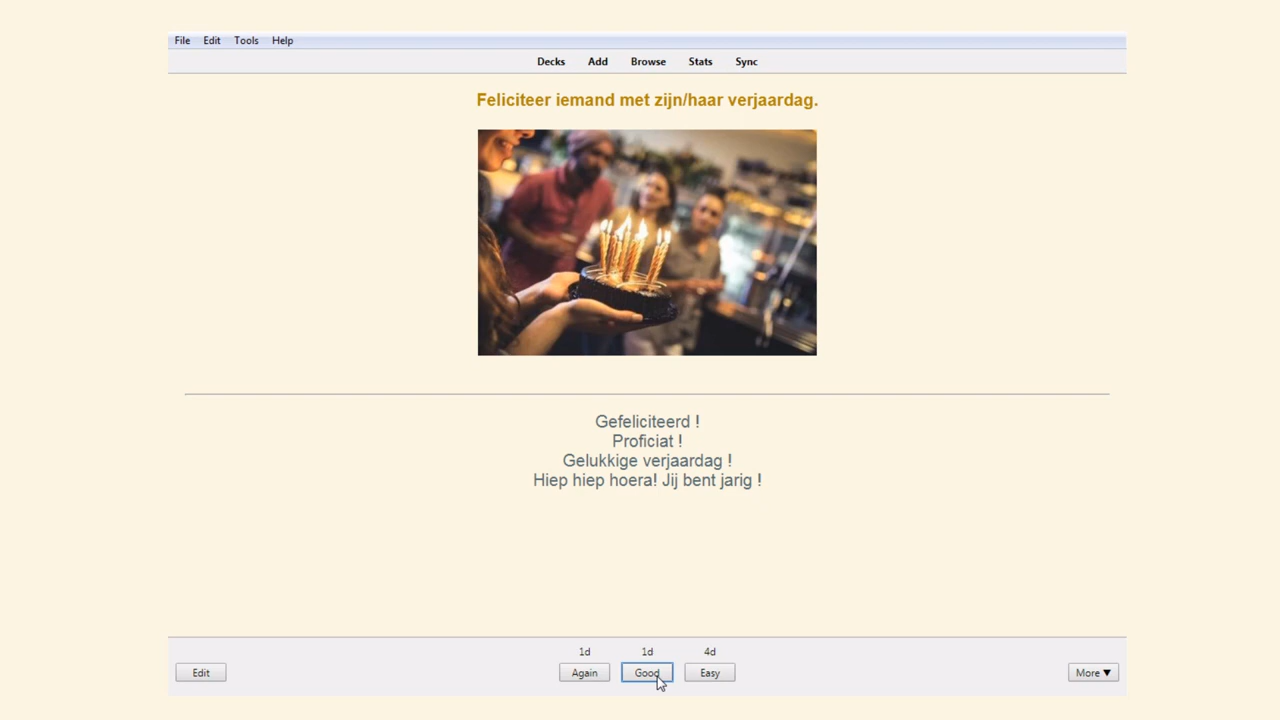 File Edit Tools Help
Decks Add Browse Stats Sync
Feliciteer iemand met zijn/haar verjaardag.
Gefeliciteerd !
Proficiat !
Gelukkige verjaardag !
Hiep hiep hoera! Jij bent jarig !
1d 1d 4d
Edit Again Good Easy More ▼